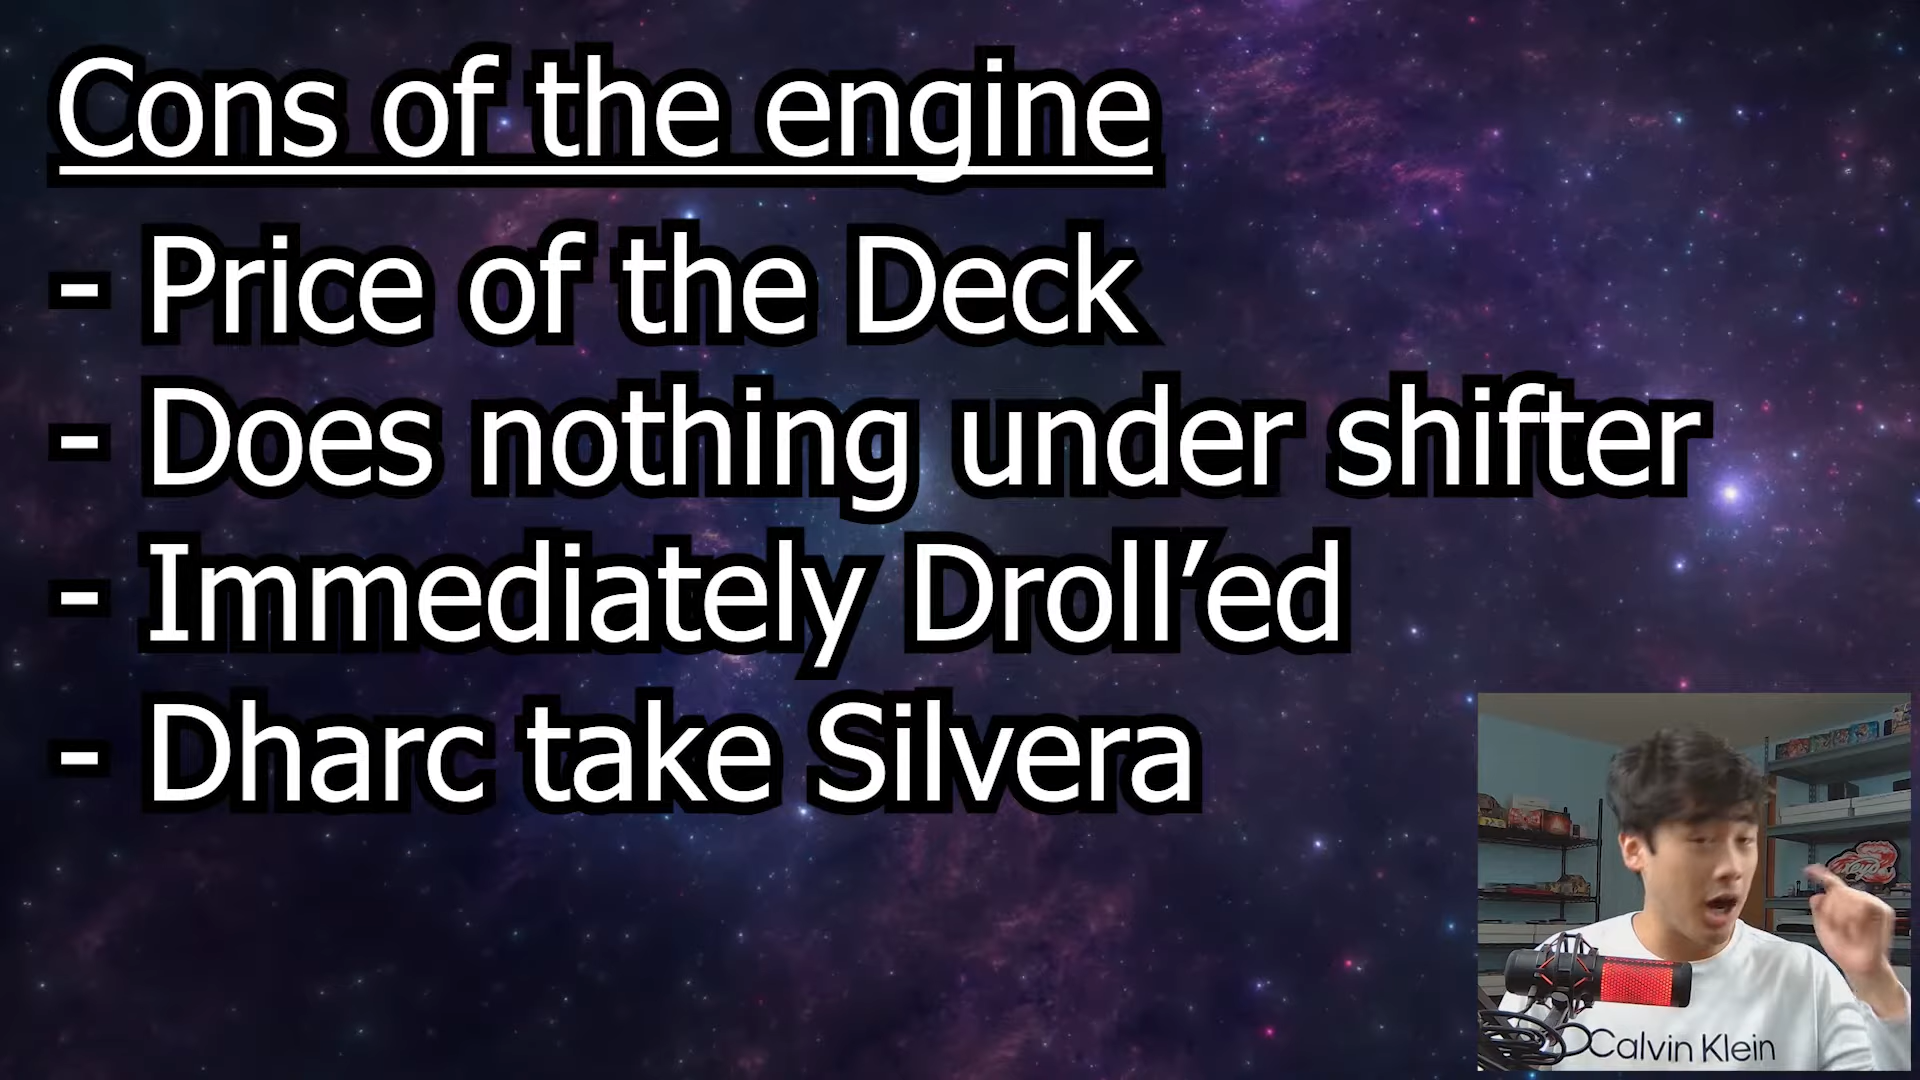 Cons of the engine
- Price of the Deck
- Does nothing under shifter
- Immediately Droll’ed
- Dharc take Silvera
Calvin Klein